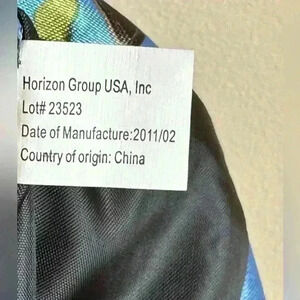 Horizon Group USA, Inc
Lot# 23523
Date of Manufacture:2011/02
Country of origin: China